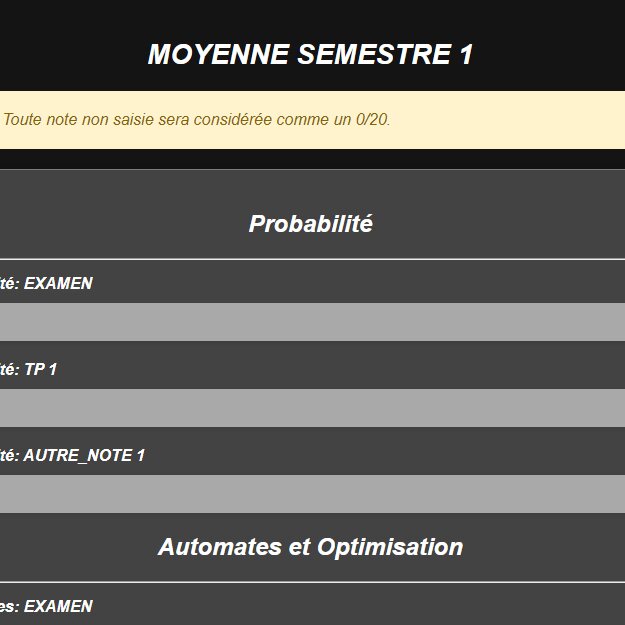 MOYENNE SEMESTRE 1
Toute note non saisie sera considérée comme un 0/20.
Probabilité
té: EXAMEN
té: TP 1
té: AUTRE_NOTE 1
Automates et Optimisation
es: EXAMEN